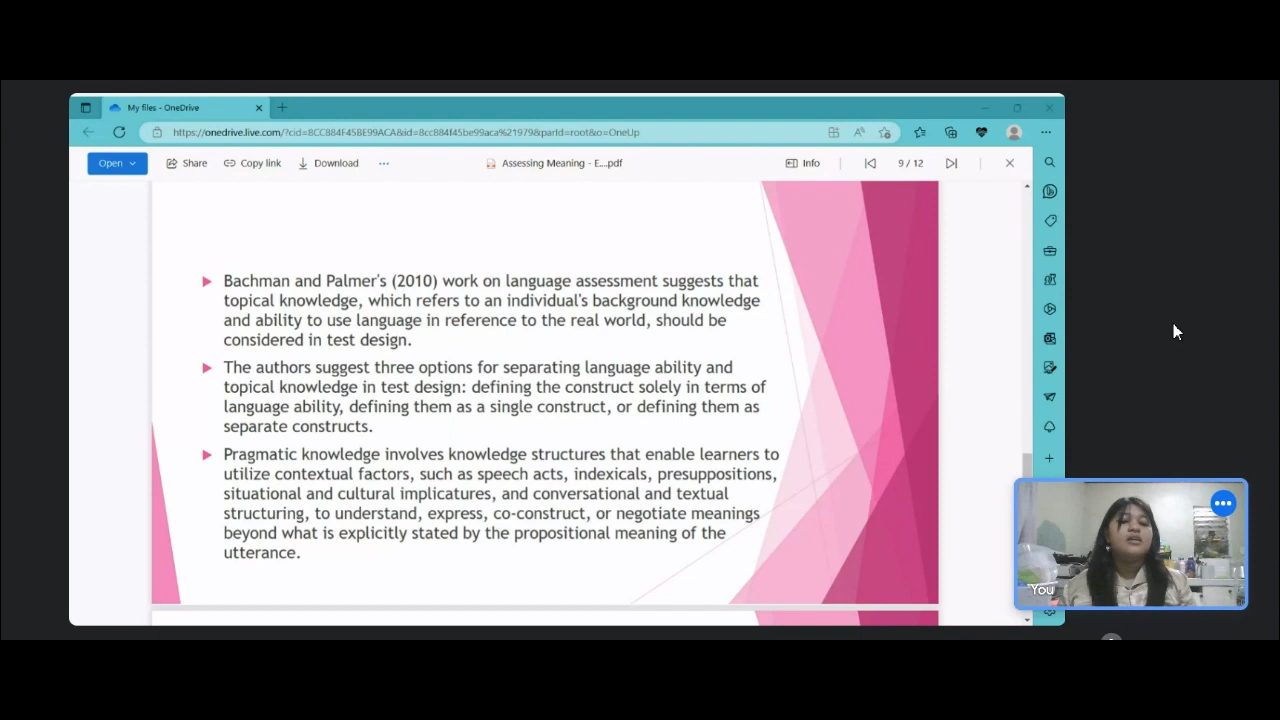 My files - OneDrive
https://onedrive.live.com/?cid=8CC884F45BE99ACA&id=8cc884f45be99aca%21979&parId=root&o=OneUp
Open Share Copy link Download Assessing Meaning - E...pdf Info 9 / 12
Bachman and Palmer's (2010) work on language assessment suggests that
topical knowledge, which refers to an individual's background knowledge
and ability to use language in reference to the real world, should be
considered in test design.
The authors suggest three options for separating language ability and
topical knowledge in test design: defining the construct solely in terms of
language ability, defining them as a single construct, or defining them as
separate constructs.
Pragmatic knowledge involves knowledge structures that enable learners to
utilize contextual factors, such as speech acts, indexicals, presuppositions,
situational and cultural implicatures, and conversational and textual
structuring, to understand, express, co-construct, or negotiate meanings
beyond what is explicitly stated by the propositional meaning of the
utterance.
You